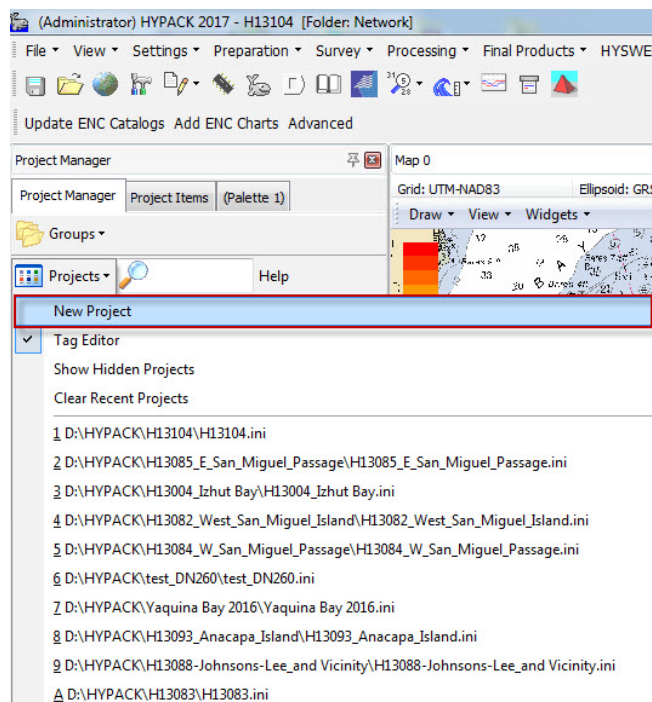 (Administrator) HYPACK 2017 - H13104 [Folder: Network]
File View Settings Preparation Survey Processing Final Products HYSWE
Update ENC Catalogs Add ENC Charts Advanced
Project Manager Map 0
Project Manager Project Items (Palette 1) Grid: UTM-NAD83 Ellipsoid: GRS
Draw View Widgets
Groups
Projects Help
New Project
Tag Editor
Show Hidden Projects
Clear Recent Projects
1 D:\HYPACK\H13104\H13104.ini
2 D:\HYPACK\H13085_E_San_Miguel_Passage\H13085_E_San_Miguel_Passage.ini
3 D:\HYPACK\H13004_Izhut Bay\H13004_Izhut Bay.ini
4 D:\HYPACK\H13082_West_San_Miguel_Island\H13082_West_San_Miguel_Island.ini
5 D:\HYPACK\H13084_W_San_Miguel_Passage\H13084_W_San_Miguel_Passage.ini
6 D:\HYPACK\test_DN260\test_DN260.ini
7 D:\HYPACK\Yaquina Bay 2016\Yaquina Bay 2016.ini
8 D:\HYPACK\H13093_Anacapa_Island\H13093_Anacapa_Island.ini
9 D:\HYPACK\H13088-Johnsons-Lee_and Vicinity\H13088-Johnsons-Lee_and Vicinity.ini
A D:\HYPACK\H13083\H13083.ini